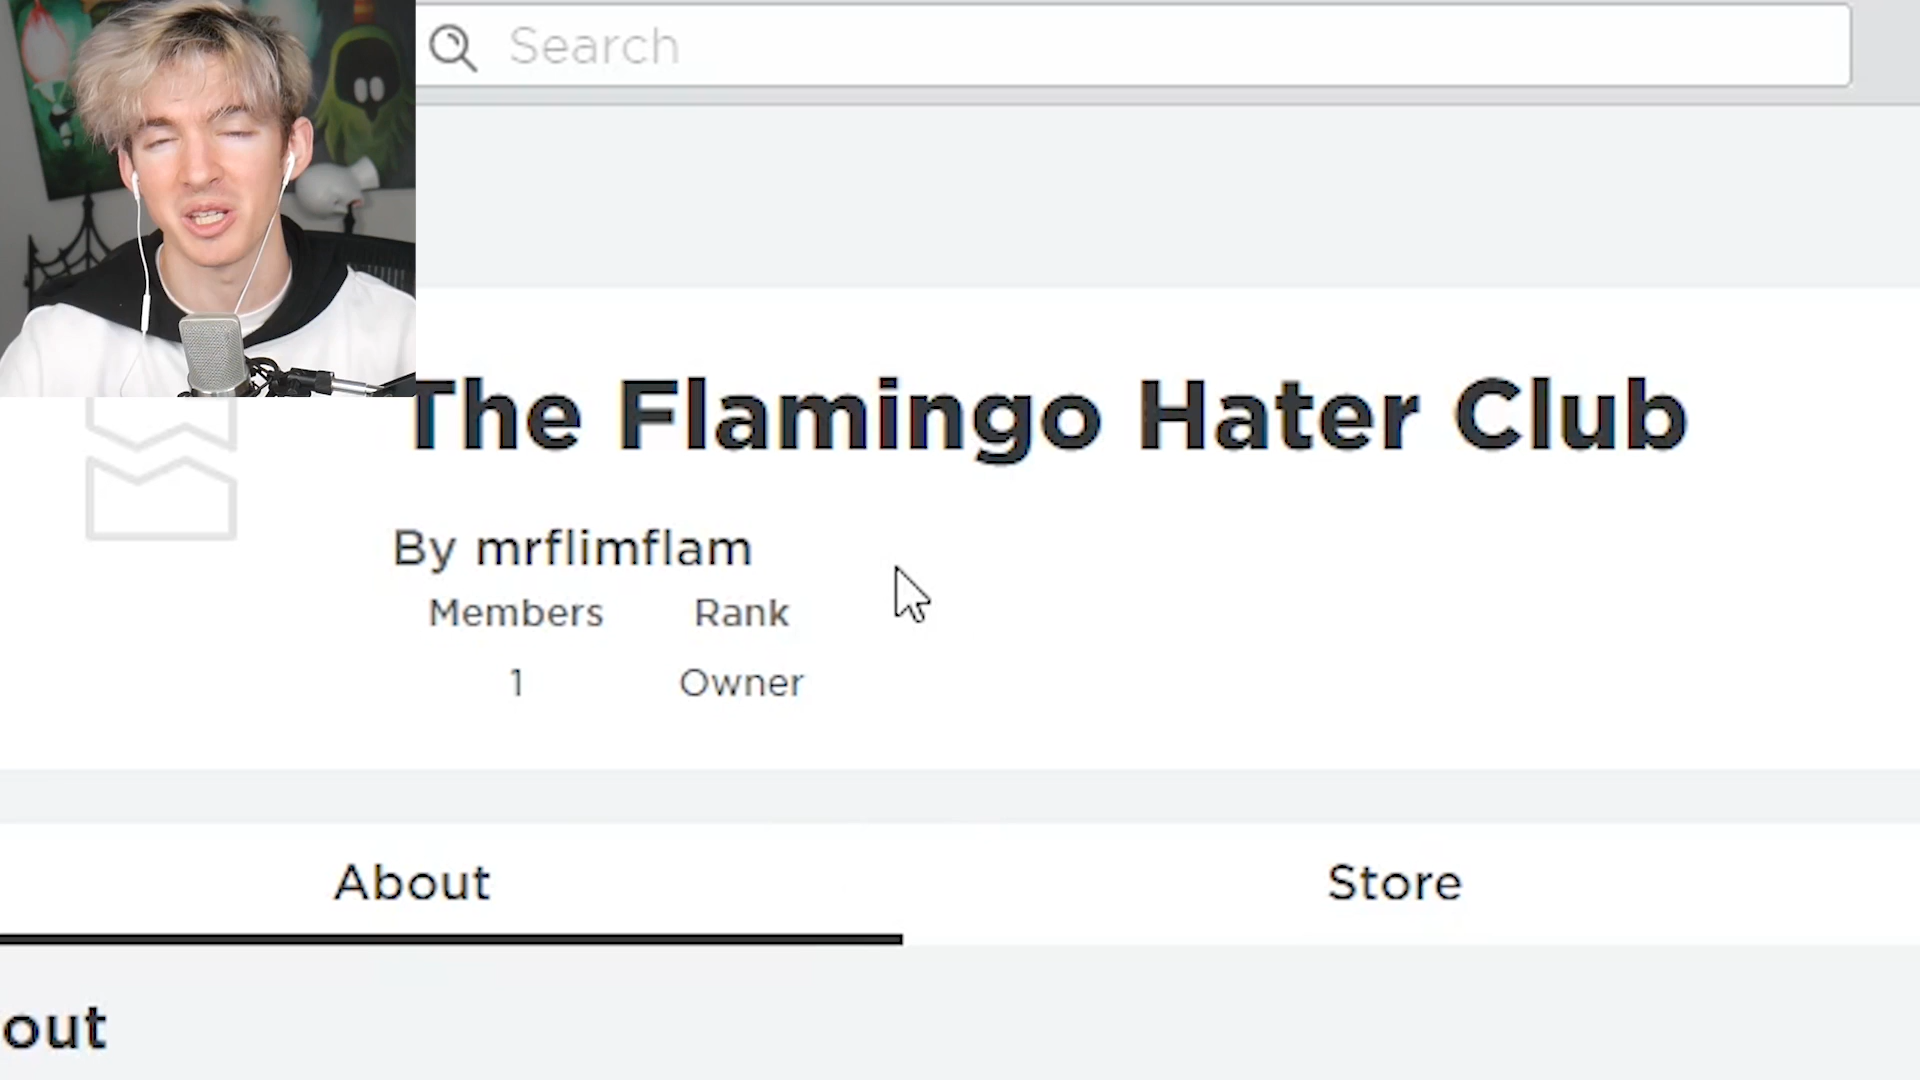 Search
The Flamingo Hater Club
By mrflimflam
Members Rank
1 Owner
About Store
out